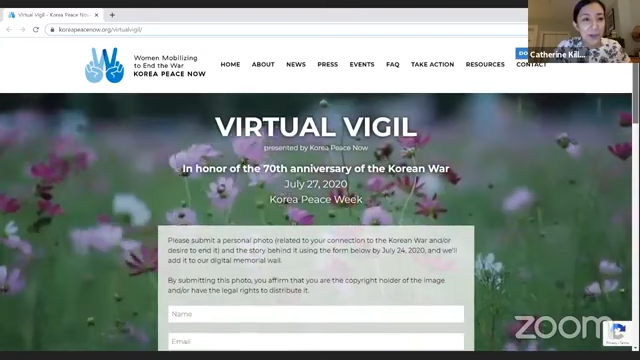 Virtual Vigil – Korea Peace Now
koreapeacenow.org/virtualvigil/
Women Mobilizing
to End the War
KOREA PEACE NOW
HOME ABOUT NEWS PRESS EVENTS FAQ TAKE ACTION RESOURCES CONTACT
DO
Catherine Kill...
VIRTUAL VIGIL
presented by Korea Peace Now
In honor of the 70th anniversary of the Korean War
July 27, 2020
Korea Peace Week
Please submit a personal photo (related to your connection to the Korean War and/or
desire to end it) and the story behind it using the form below by July 24, 2020, and we'll
add it to our digital memorial wall.
By submitting this photo, you affirm that you are the copyright holder of the image
and/or have the legal rights to distribute it.
Name
Email
zoom